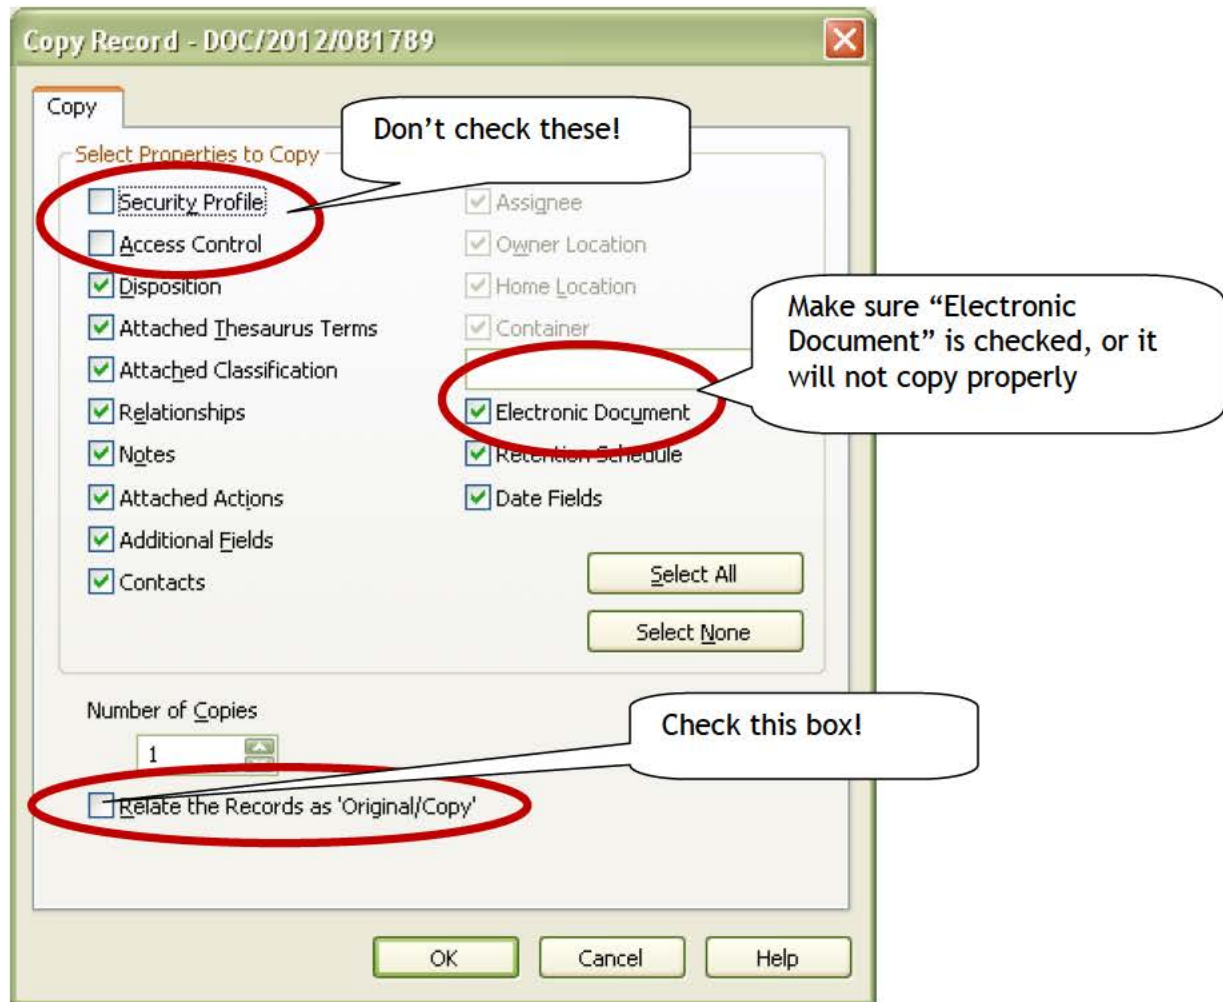 Copy Record - DOC/2012/081789
Copy
Don't check these!
Select Properties to Copy
Security Profile
Access Control
Disposition
Attached Thesaurus Terms
Attached Classification
Relationships
Notes
Attached Actions
Additional Fields
Contacts
Assignee
Owner Location
Home Location
Container
Electronic Document
Retention Schedule
Date Fields
Make sure “Electronic
Document” is checked, or it
will not copy properly
Select All
Select None
Number of Copies
1
Check this box!
Relate the Records as 'Original/Copy'
OK
Cancel
Help